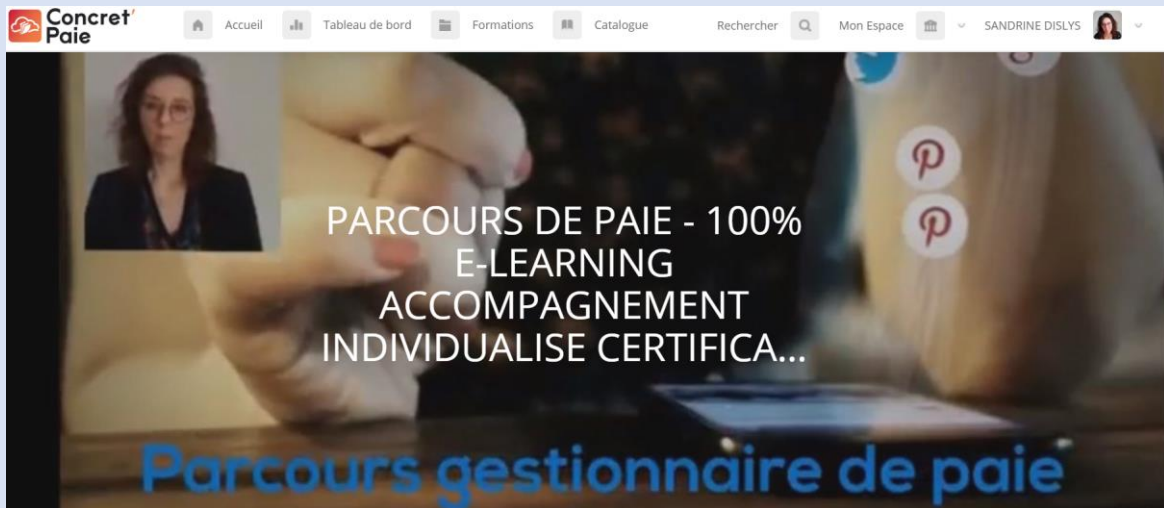 Concret'
Paie
Accueil
Tableau de bord
Formations
Catalogue
Rechercher
Mon Espace
SANDRINE DISLYS
PARCOURS DE PAIE - 100%
E-LEARNING
ACCOMPAGNEMENT
INDIVIDUALISE CERTIFICA...
Parcours gestionnaire de paie